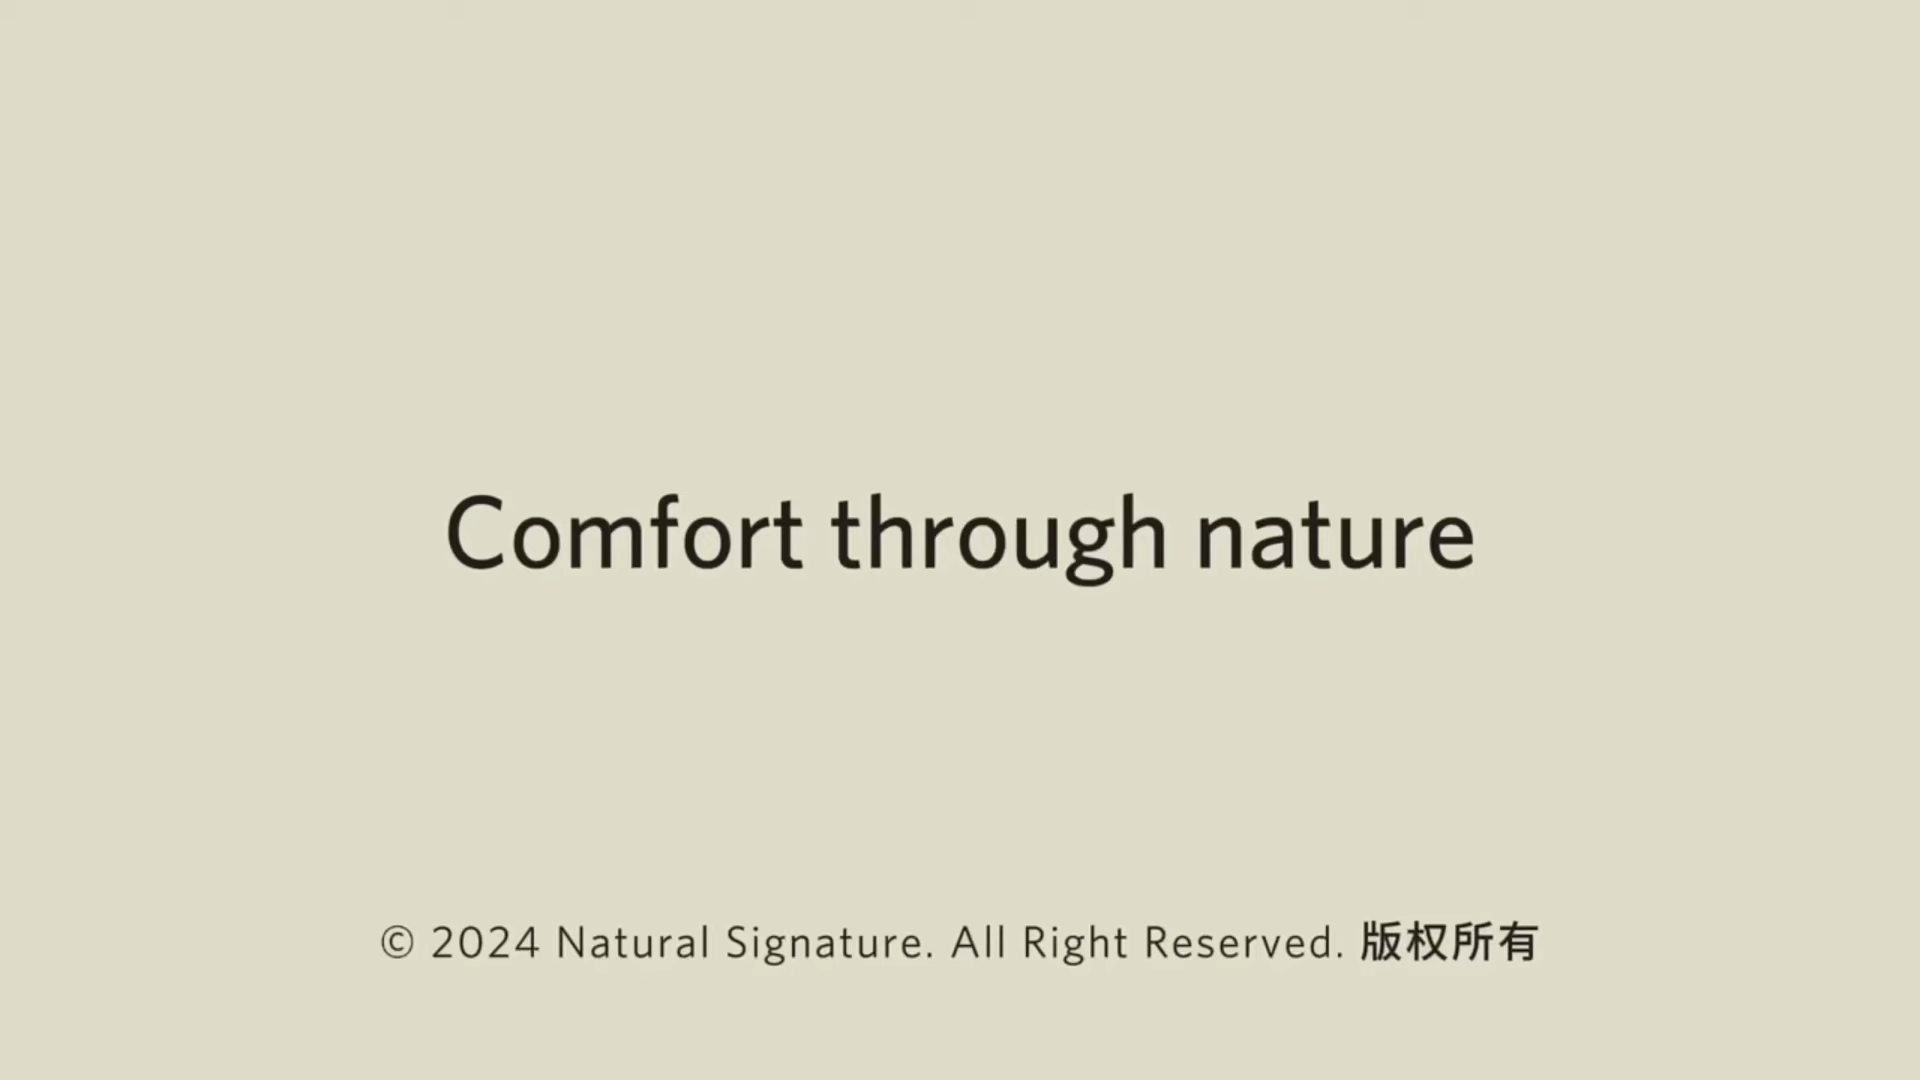 Comfort through nature
© 2024 Natural Signature. All Right Reserved. 版权所有